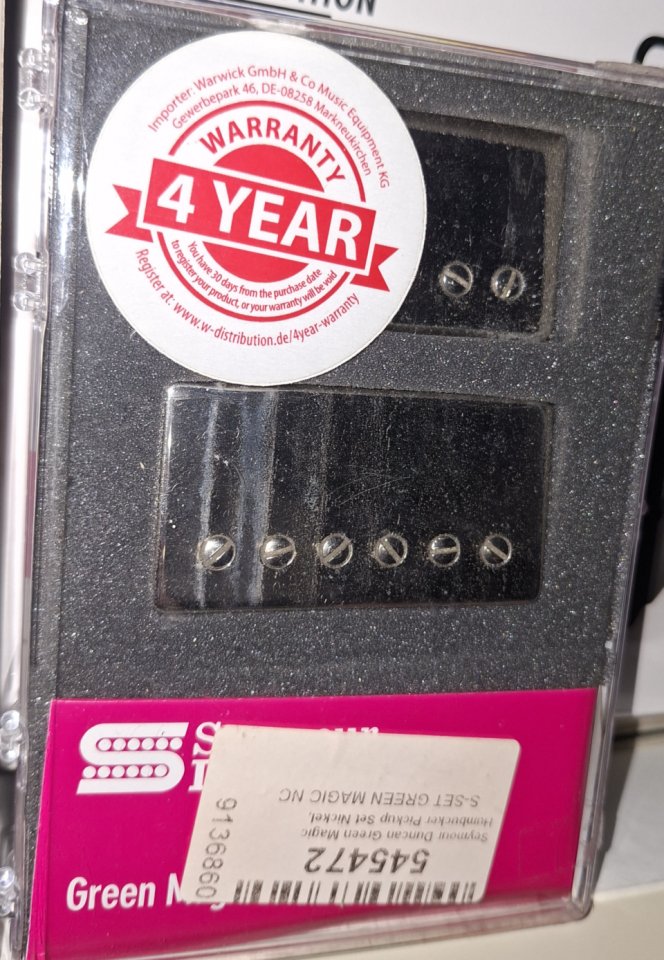 TION
Importer: Warwick GmbH & Co Music Equipment KG
Gewerbepark 46, DE-08258 Markneukirchen
WARRANTY
4 YEAR
You have 30 days from the purchase date
to register your product, or your warranty will be void
Register at: www.w-distribution.de/4year-warranty
Green
545472
Seymour Duncan Green Magic
Humbucker Pickup Set Nickel,
S-SET GREEN MAGIC NC
9136860